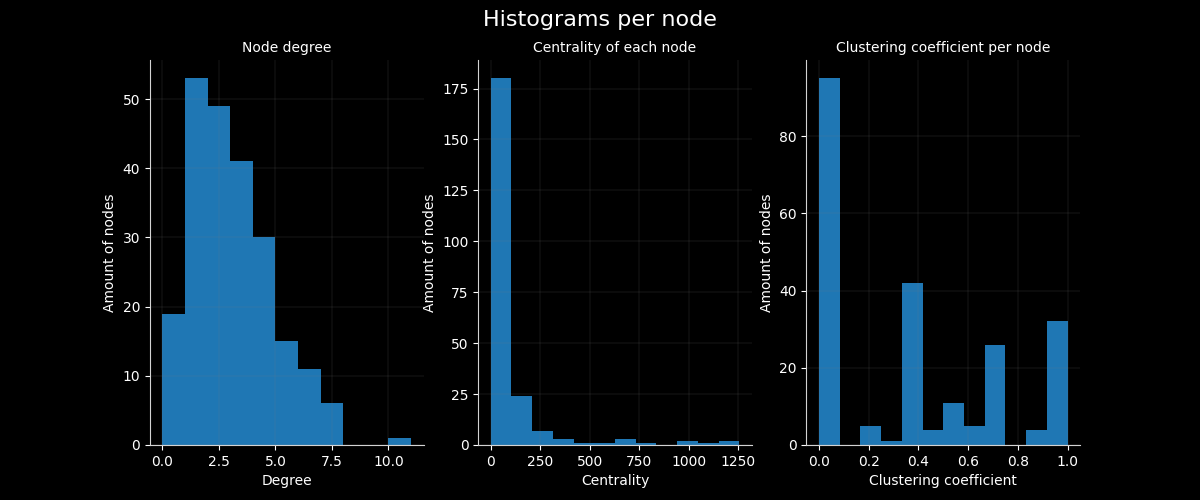 Histograms per node
Node degree
Amount of nodes
50
40
30
20
10
0
0.0 2.5 5.0 7.5 10.0
Degree
Centrality of each node
Amount of nodes
175
150
125
100
75
50
25
0
0 250 500 750 1000 1250
Centrality
Clustering coefficient per node
Amount of nodes
80
60
40
20
0
0.0 0.2 0.4 0.6 0.8 1.0
Clustering coefficient